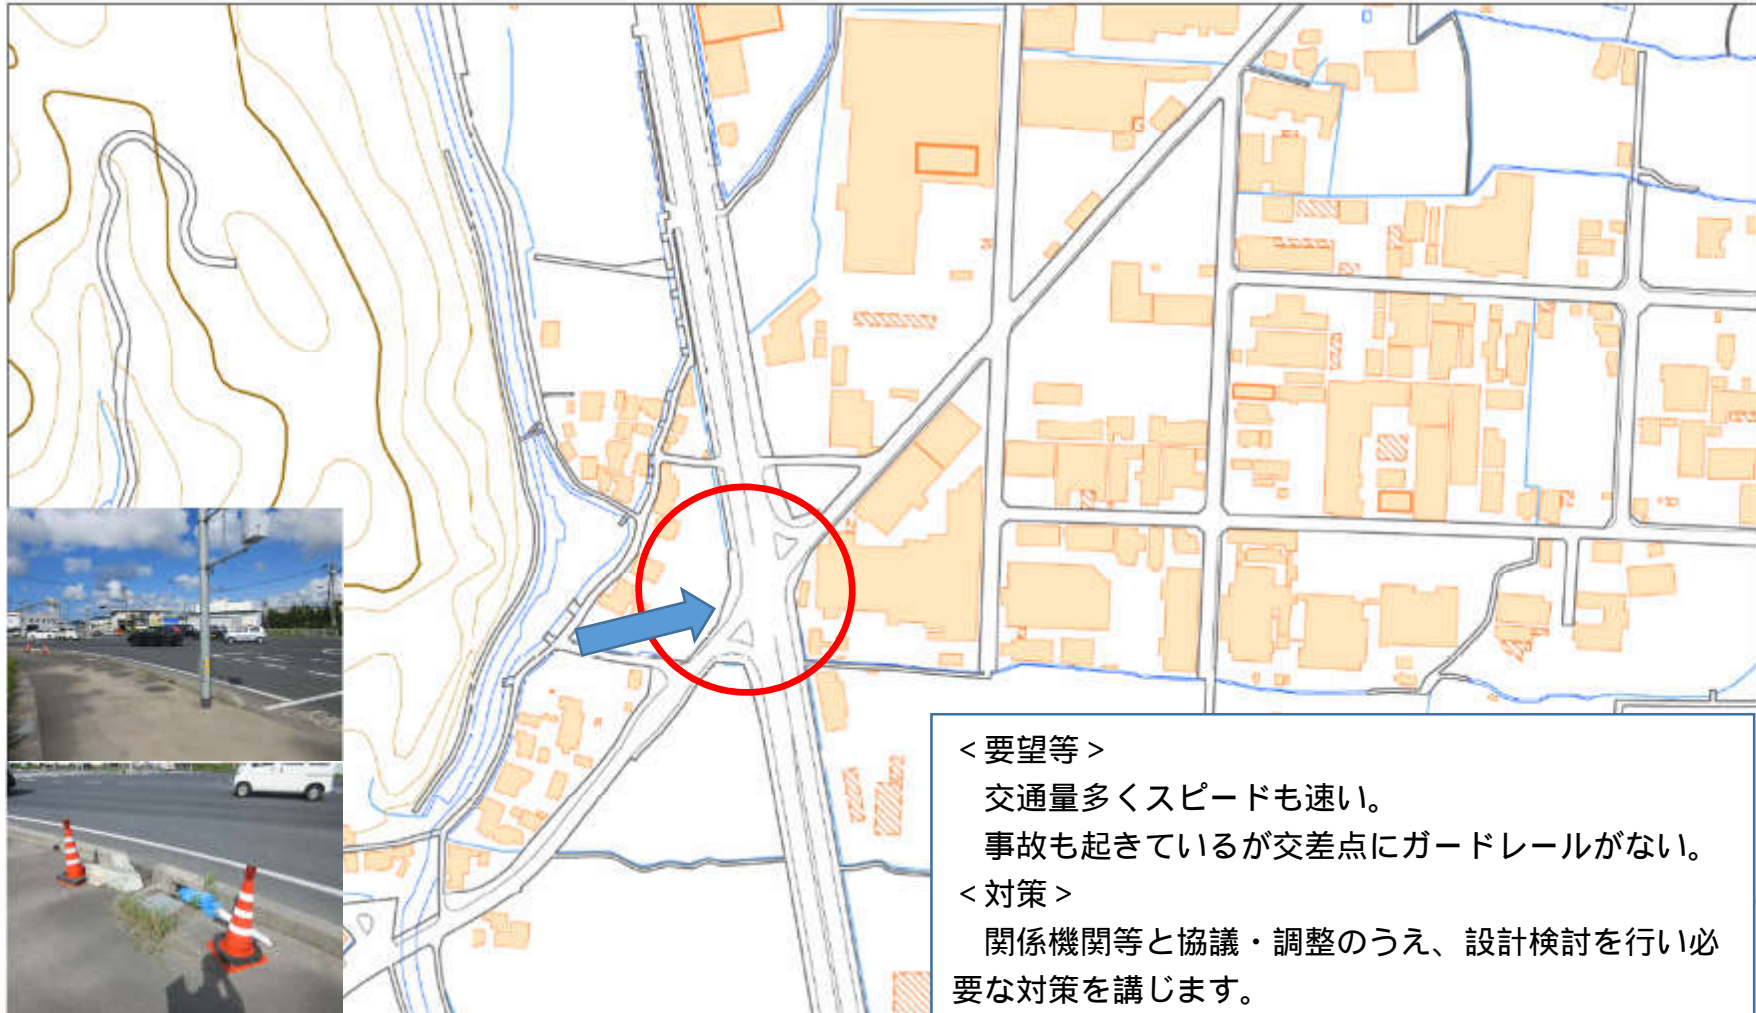 <要望等>
交通量多くスピードも速い。
事故も起きているが交差点にガードレールがない。
<対策>
関係機関等と協議・調整のうえ、設計検討を行い必
要な対策を講じます。